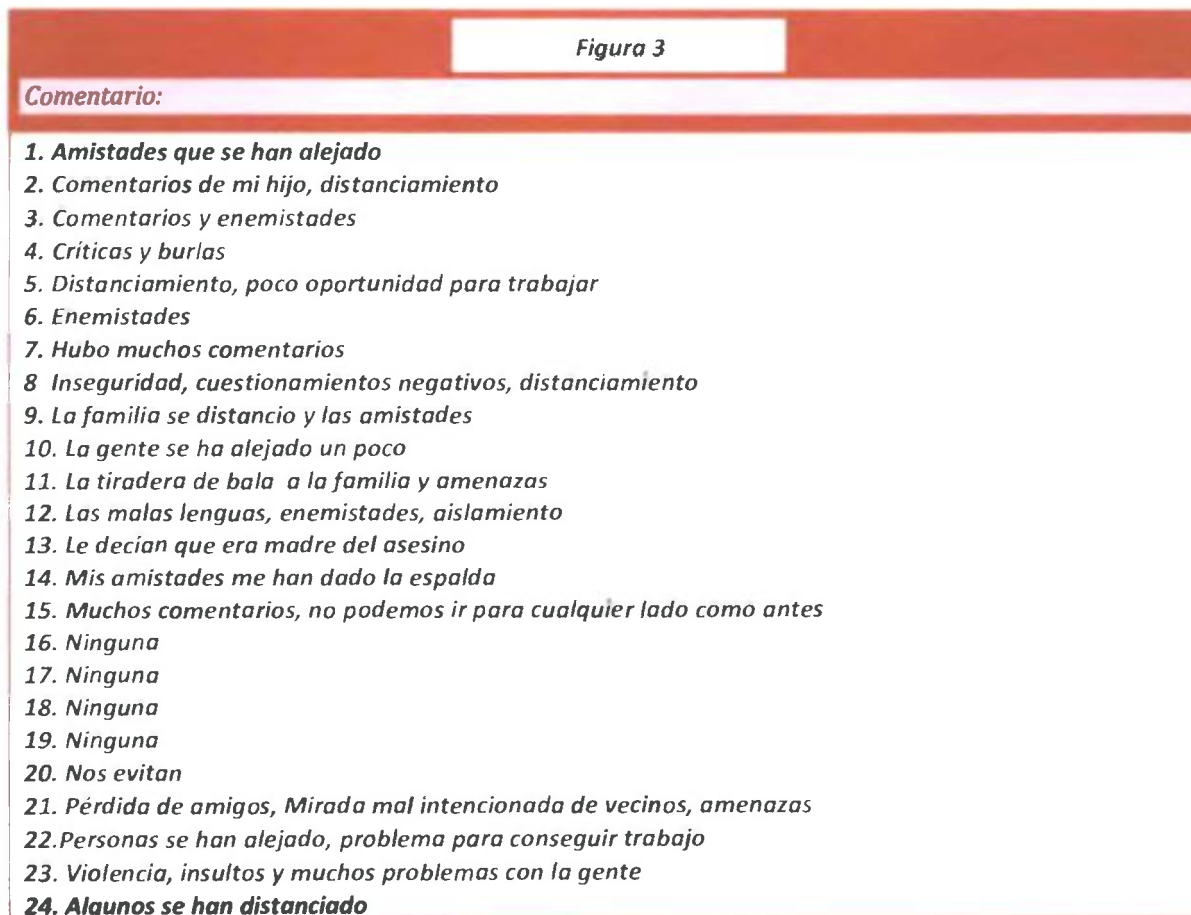 Figura 3
Comentario:
1. Amistades que se han alejado
2. Comentarios de mi hijo, distanciamiento
3. Comentarios y enemistades
4. Críticas y burlas
5. Distanciamiento, poco oportunidad para trabajar
6. Enemistades
7. Hubo muchos comentarios
8 Inseguridad, cuestionamientos negativos, distanciamiento
9. La familia se distancio y las amistades
10. La gente se ha alejado un poco
11. La tiradera de bala a la familia y amenazas
12. Las malas lenguas, enemistades, aislamiento
13. Le decían que era madre del asesino
14. Mis amistades me han dado la espalda
15. Muchos comentarios, no podemos ir para cualquier lado como antes
16. Ninguna
17. Ninguna
18. Ninguna
19. Ninguna
20. Nos evitan
21. Pérdida de amigos, Mirada mal intencionada de vecinos, amenazas
22.Personas se han alejado, problema para conseguir trabajo
23. Violencia, insultos y muchos problemas con la gente
24. Algunos se han distanciado